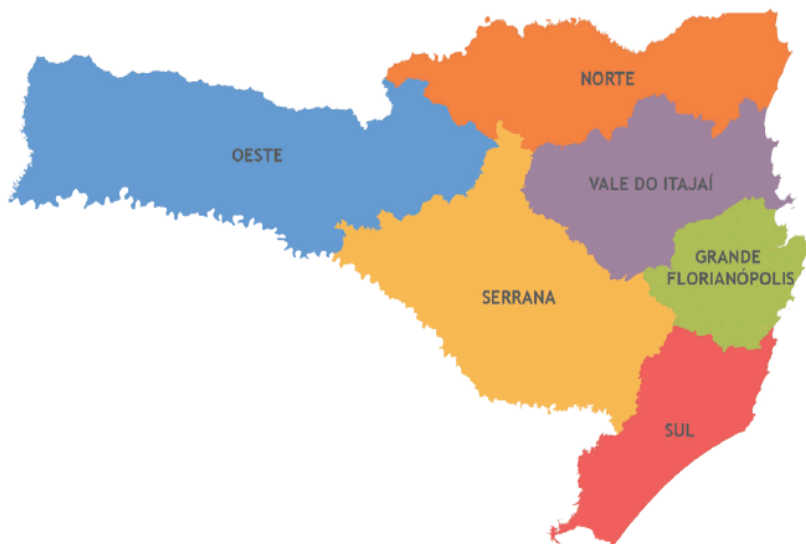 NORTE
OESTE
VALE DO ITAJAÍ
GRANDE
FLORIANÓPOLIS
SERRANA
SUL